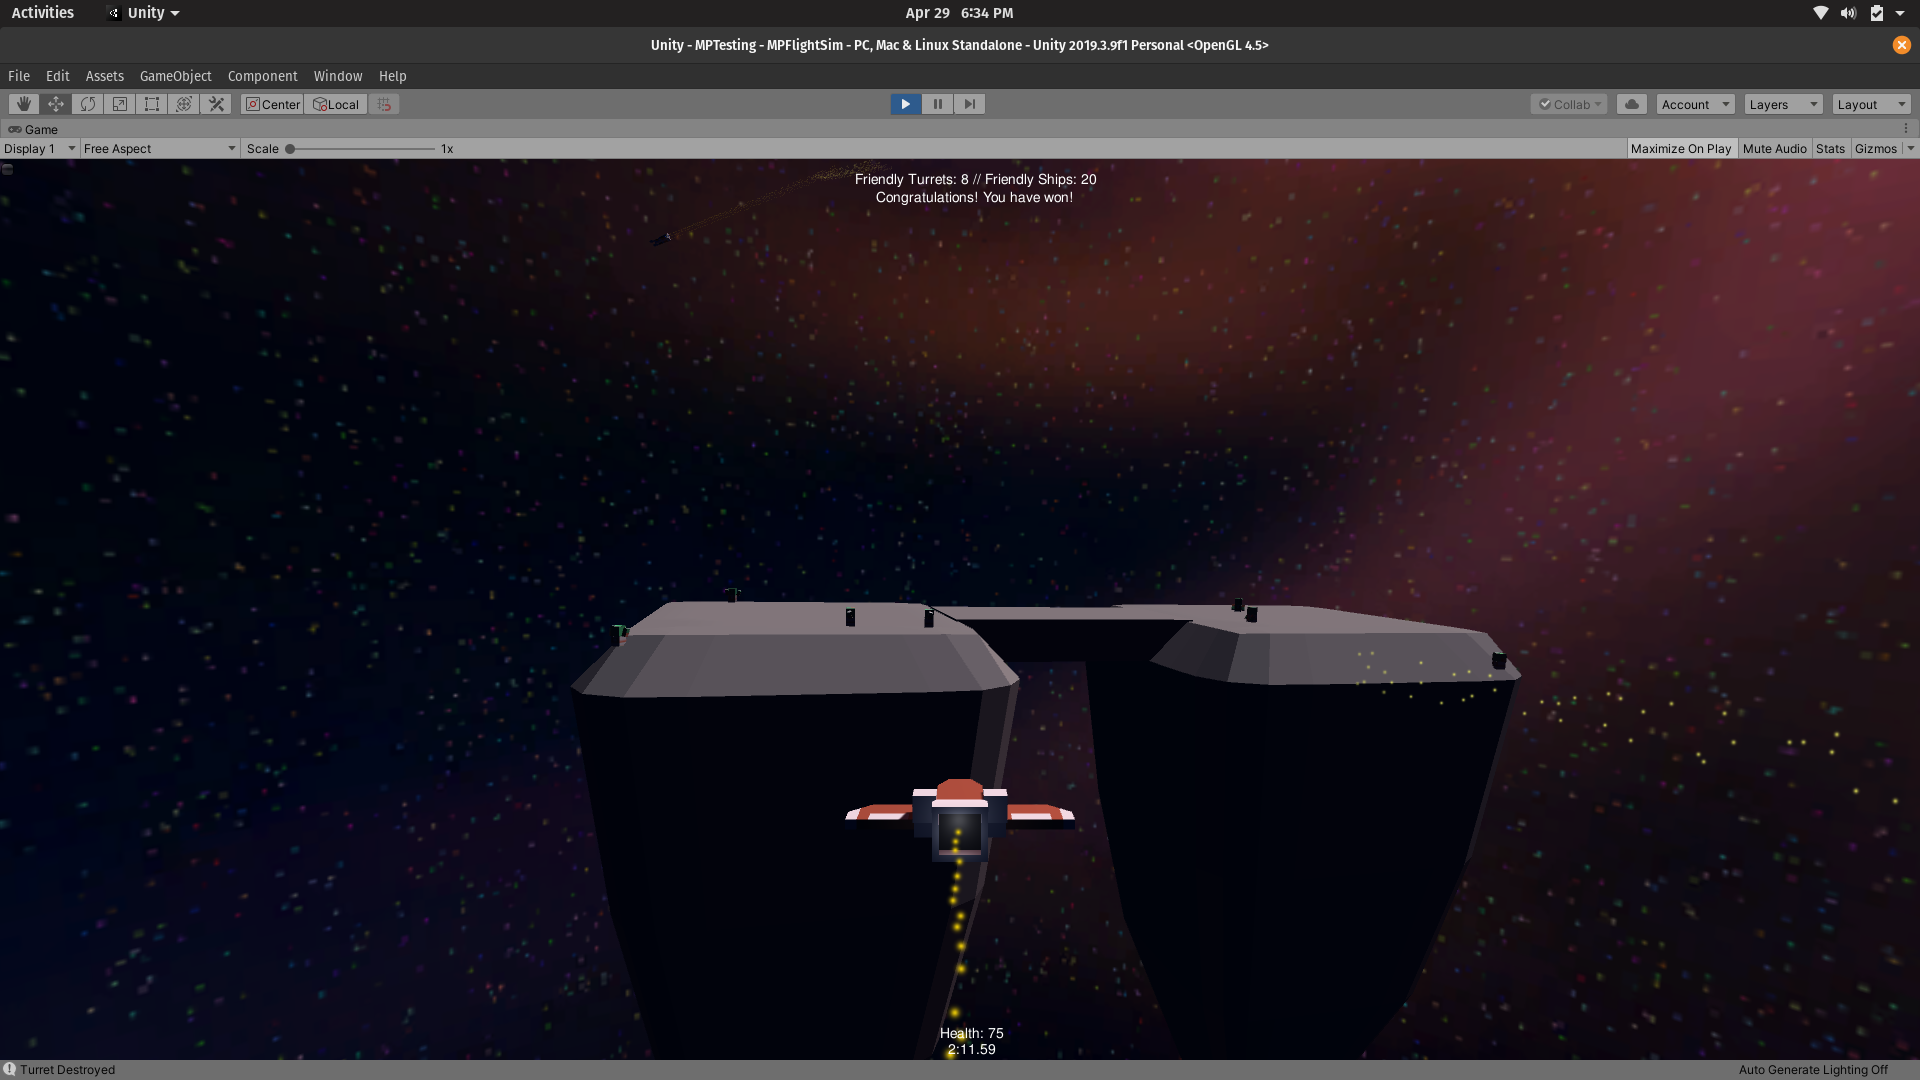 Activities Unity Apr 29 6:34 PM
Unity - MPTesting - MPFlightSim - PC, Mac & Linux Standalone - Unity 2019.3.9f1 Personal <OpenGL 4.5>
File Edit Assets GameObject Component Window Help
Center Local Collab Account Layers Layout
Game
Display 1 Free Aspect Scale 1x Maximize On Play Mute Audio Stats Gizmos
Friendly Turrets: 8 // Friendly Ships: 20
Congratulations! You have won!
Health: 75
2:11.59
Turret Destroyed Auto Generate Lighting Off